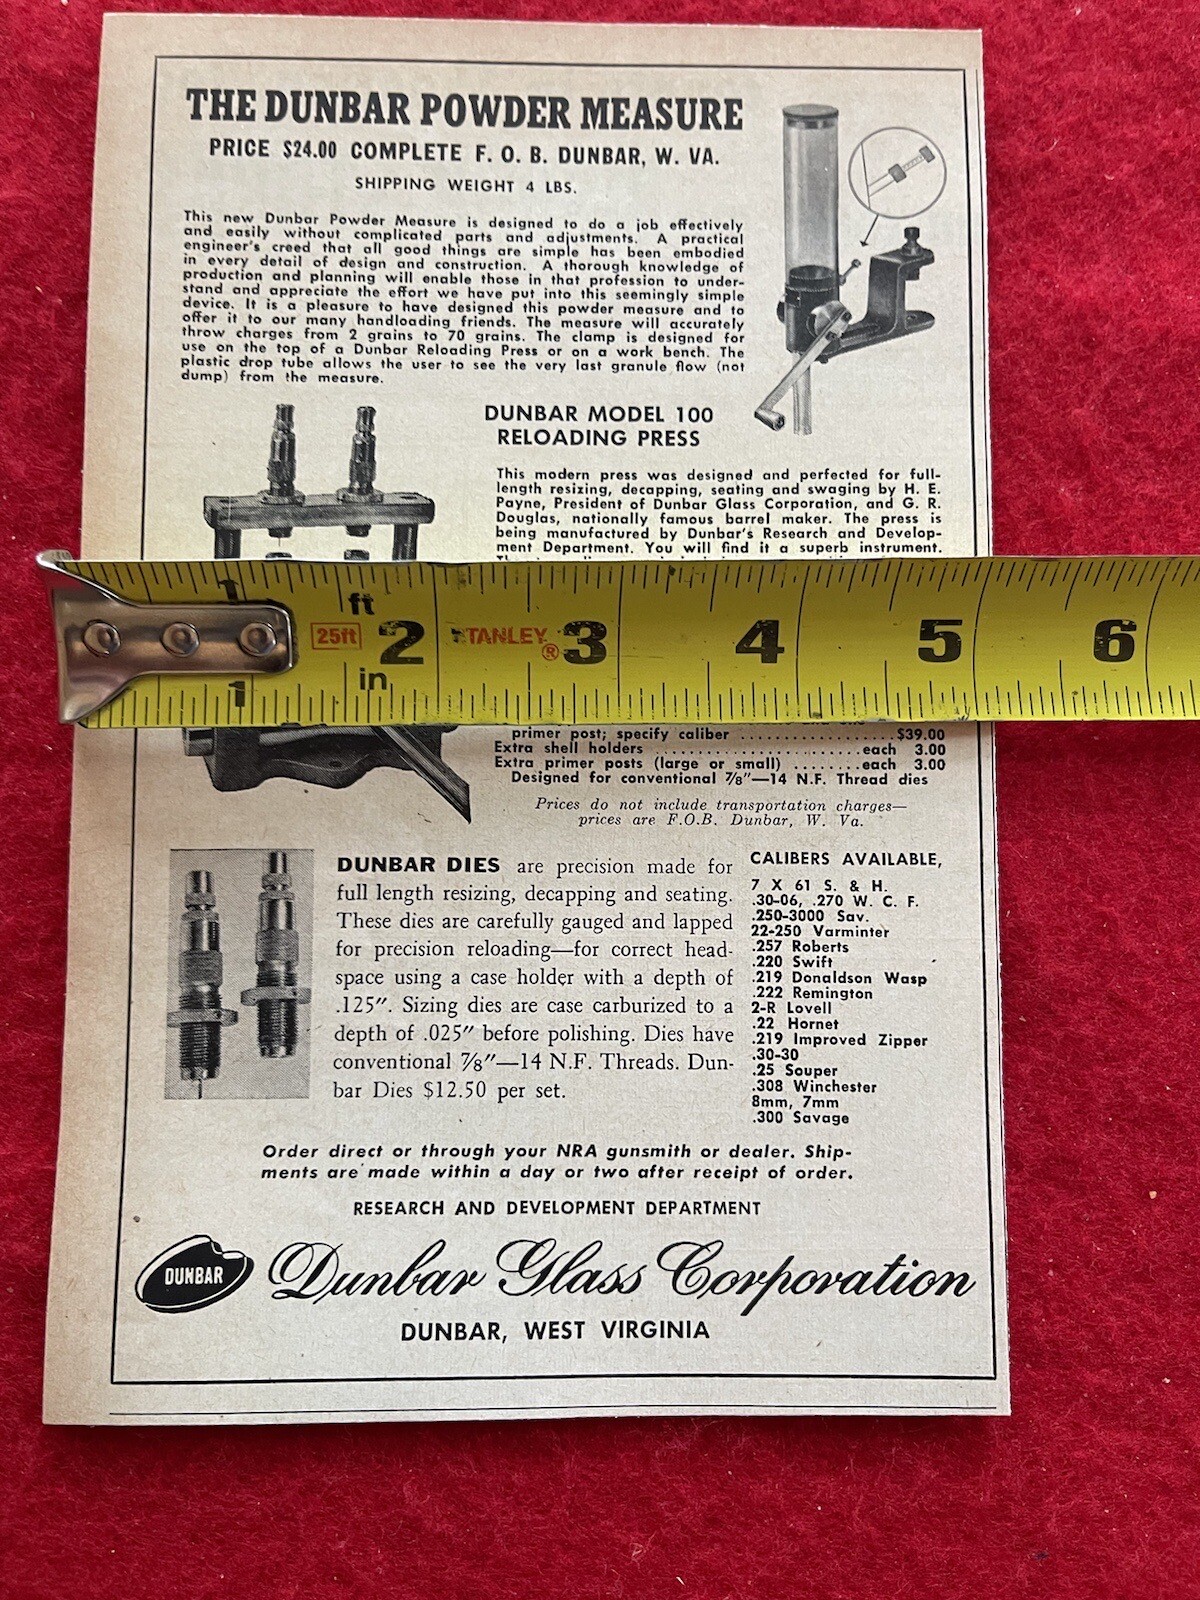 THE DUNBAR POWDER MEASURE
PRICE $24.00 COMPLETE F. O. B. DUNBAR, W. VA.
SHIPPING WEIGHT 4 LBS.
This new Dunbar Powder Measure is designed to do a job effectively
and easily without complicated parts and adjustments. A practical
engineer's creed that all good things are simple has been embodied
in every detail of design and construction. A thorough knowledge of
production and planning will enable those in that profession to under-
stand and appreciate the effort we have put into this seemingly simple
device. It is a pleasure to have designed this powder measure and to
offer it to our many handloading friends. The measure will accurately
throw charges from 2 grains to 70 grains. The clamp is designed for
use on the top of a Dunbar Reloading Press or on a work bench. The
plastic drop tube allows the user to see the very last granule flow (not
dump) from the measure.
DUNBAR MODEL 100
RELOADING PRESS
This modern press was designed and perfected for full-
length resizing, decapping, seating and swaging by H. E.
Payne, President of Dunbar Glass Corporation, and G. R.
Douglas, nationally famous barrel maker. The press is
being manufactured by Dunbar's Research and Develop-
ment Department. You will find it a superb instrument.
1 ft
25ft 2 STANLEY® 3 4 5 6
1 in
primer post; specify caliber ..................$39.00
Extra shell holders ..........................each 3.00
Extra primer posts (large or small) ........each 3.00
Designed for conventional 7/8"—14 N.F. Thread dies
Prices do not include transportation charges—
prices are F.O.B. Dunbar, W. Va.
DUNBAR DIES are precision made for
full length resizing, decapping and seating.
These dies are carefully gauged and lapped
for precision reloading—for correct head-
space using a case holder with a depth of
.125". Sizing dies are case carburized to a
depth of .025" before polishing. Dies have
conventional 7/8"—14 N.F. Threads. Dun-
bar Dies $12.50 per set.
CALIBERS AVAILABLE,
7 X 61 S. & H.
.30-06, .270 W. C. F.
.250-3000 Sav.
22-250 Varminter
.257 Roberts
.220 Swift
.219 Donaldson Wasp
.222 Remington
2-R Lovell
.22 Hornet
.219 Improved Zipper
.30-30
.25 Souper
.308 Winchester
8mm, 7mm
.300 Savage
Order direct or through your NRA gunsmith or dealer. Ship-
ments are made within a day or two after receipt of order.
RESEARCH AND DEVELOPMENT DEPARTMENT
DUNBAR
Dunbar Glass Corporation
DUNBAR, WEST VIRGINIA